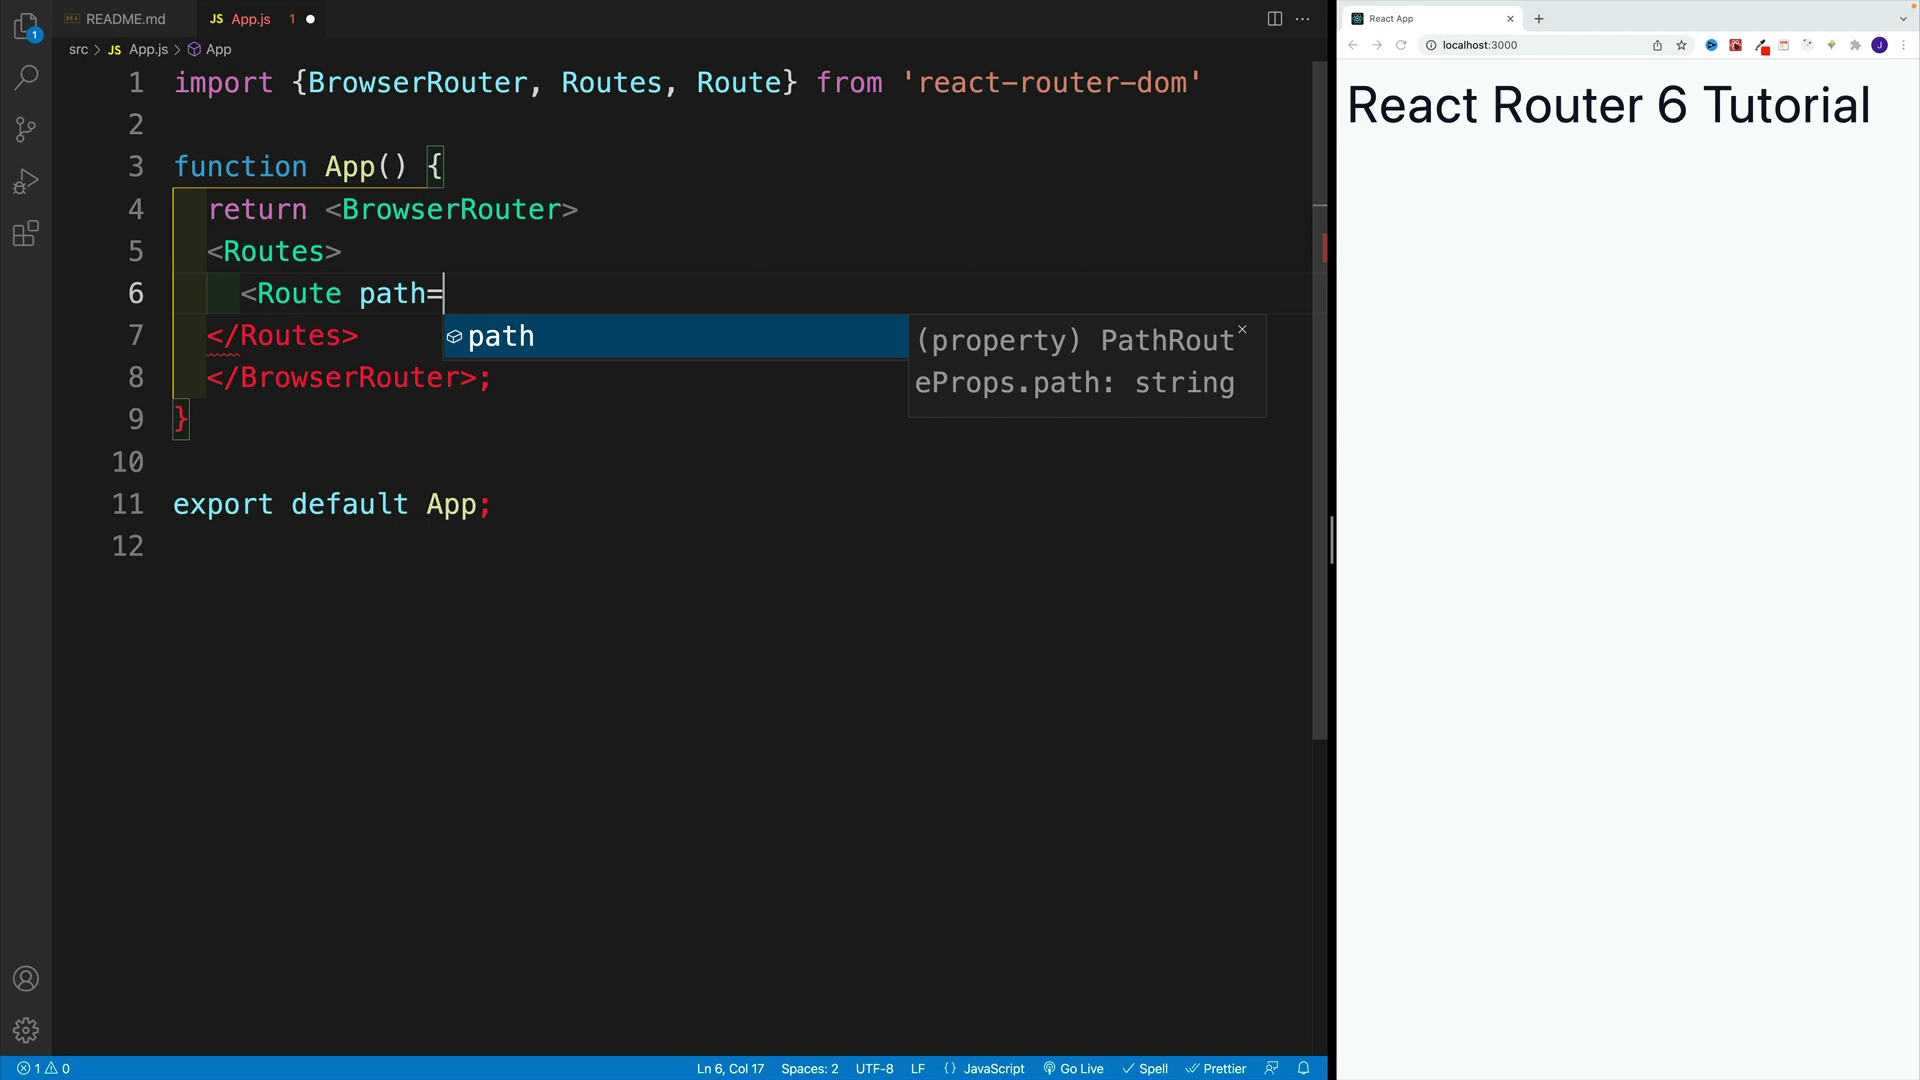 README.md
JS App.js 1
src > JS App.js > App
1 import {BrowserRouter, Routes, Route} from 'react-router-dom'
2
3 function App() {
4 return <BrowserRouter>
5 <Routes>
6 <Route path=
7 </Routes>
8 </BrowserRouter>;
9 }
10
11 export default App;
12
path
(property) PathRout
eProps.path: string
1
1 0
Ln 6, Col 17 Spaces: 2 UTF-8 LF {} JavaScript Go Live Spell Prettier
React App
localhost:3000
J
React Router 6 Tutorial